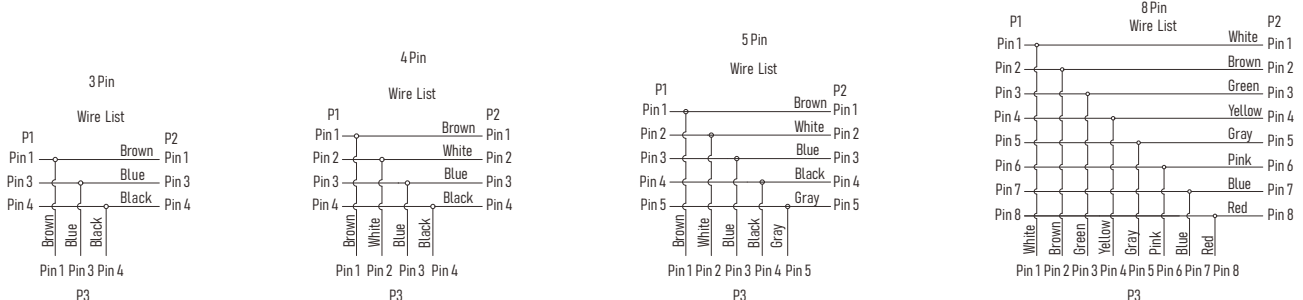 3 Pin
Wire List
P1
P2
Pin 1
Brown
Pin 1
Pin 3
Blue
Pin 3
Pin 4
Black
Pin 4
Brown
Blue
Black
Pin 1 Pin 3 Pin 4
P3
4 Pin
Wire List
P1
P2
Pin 1
Brown
Pin 1
Pin 2
White
Pin 2
Pin 3
Blue
Pin 3
Pin 4
Black
Pin 4
Brown
White
Blue
Black
Pin 1 Pin 2 Pin 3 Pin 4
P3
5 Pin
Wire List
P1
P2
Pin 1
Brown
Pin 1
Pin 2
White
Pin 2
Pin 3
Blue
Pin 3
Pin 4
Black
Pin 4
Pin 5
Gray
Pin 5
Brown
White
Blue
Black
Gray
Pin 1 Pin 2 Pin 3 Pin 4 Pin 5
P3
8 Pin
Wire List
P1
P2
Pin 1
White
Pin 1
Pin 2
Brown
Pin 2
Pin 3
Green
Pin 3
Pin 4
Yellow
Pin 4
Pin 5
Gray
Pin 5
Pin 6
Pink
Pin 6
Pin 7
Blue
Pin 7
Pin 8
Red
Pin 8
White
Brown
Green
Yellow
Gray
Pink
Blue
Red
Pin 1 Pin 2 Pin 3 Pin 4 Pin 5 Pin 6 Pin 7 Pin 8
P3